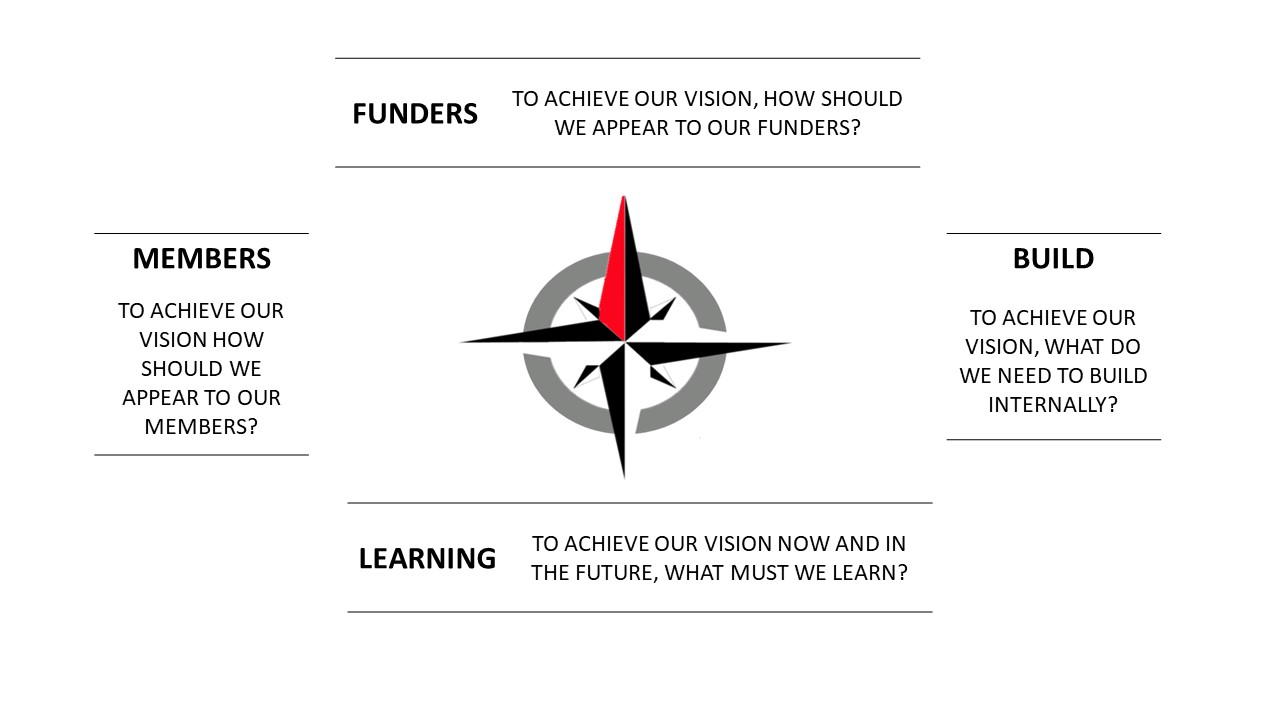 FUNDERS
TO ACHIEVE OUR VISION, HOW SHOULD
WE APPEAR TO OUR FUNDERS?
MEMBERS
TO ACHIEVE OUR
VISION HOW
SHOULD WE
APPEAR TO OUR
MEMBERS?
BUILD
TO ACHIEVE OUR
VISION, WHAT DO
WE NEED TO BUILD
INTERNALLY?
LEARNING
TO ACHIEVE OUR VISION NOW AND IN
THE FUTURE, WHAT MUST WE LEARN?